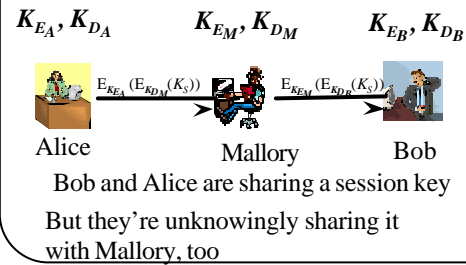 K_{E_A}, K_{D_A} K_{E_M}, K_{D_M} K_{E_B}, K_{D_B}
E_{K_{E_A}}(E_{K_{D_M}}(K_S)) E_{K_{E_M}}(E_{K_{D_B}}(K_S))
Alice Mallory Bob
Bob and Alice are sharing a session key
But they're unknowingly sharing it
with Mallory, too